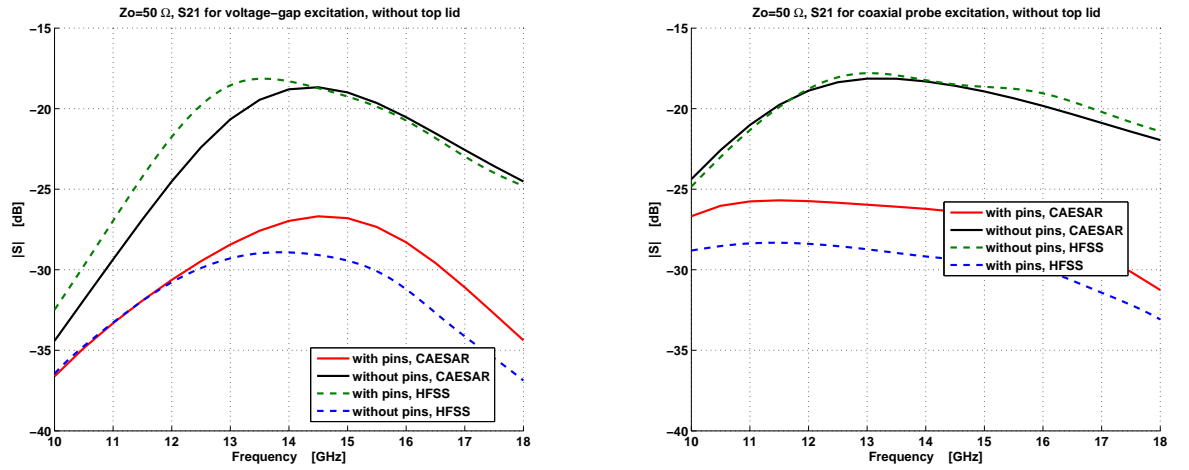 Zo=50 Ω, S21 for voltage−gap excitation, without top lid
−15
−20
−25
−30
−35
−40
|S| [dB]
with pins, CAESAR
without pins, CAESAR
with pins, HFSS
without pins, HFSS
10 11 12 13 14 15 16 17 18
Frequency [GHz]
Zo=50 Ω, S21 for coaxial probe excitation, without top lid
−15
−20
−25
−30
−35
−40
|S| [dB]
with pins, CAESAR
without pins, CAESAR
without pins, HFSS
with pins, HFSS
10 11 12 13 14 15 16 17 18
Frequency [GHz]